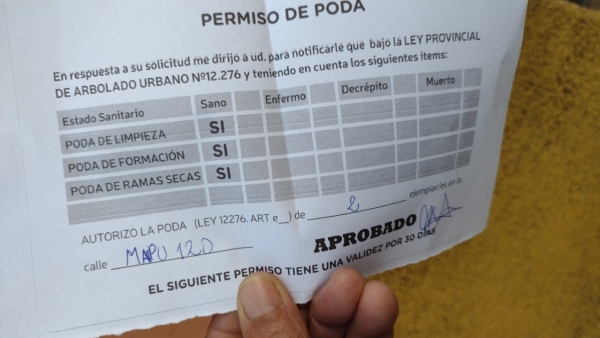 PERMISO DE PODA
En respuesta a su solicitud me dirijo a ud. para notificarle que bajo la LEY PROVINCIAL
DE ARBOLADO URBANO Nº12.276 y teniendo en cuenta los siguientes items:
Estado Sanitario Sano Enfermo Decrépito Muerto
PODA DE LIMPIEZA SI
PODA DE FORMACIÓN SI
PODA DE RAMAS SECAS SI
AUTORIZO LA PODA (LEY 12276. ART e__) de 2 ejemplar/es en la
calle MAPU 120 APROBADO
EL SIGUIENTE PERMISO TIENE UNA VALIDEZ POR 30 DIAS